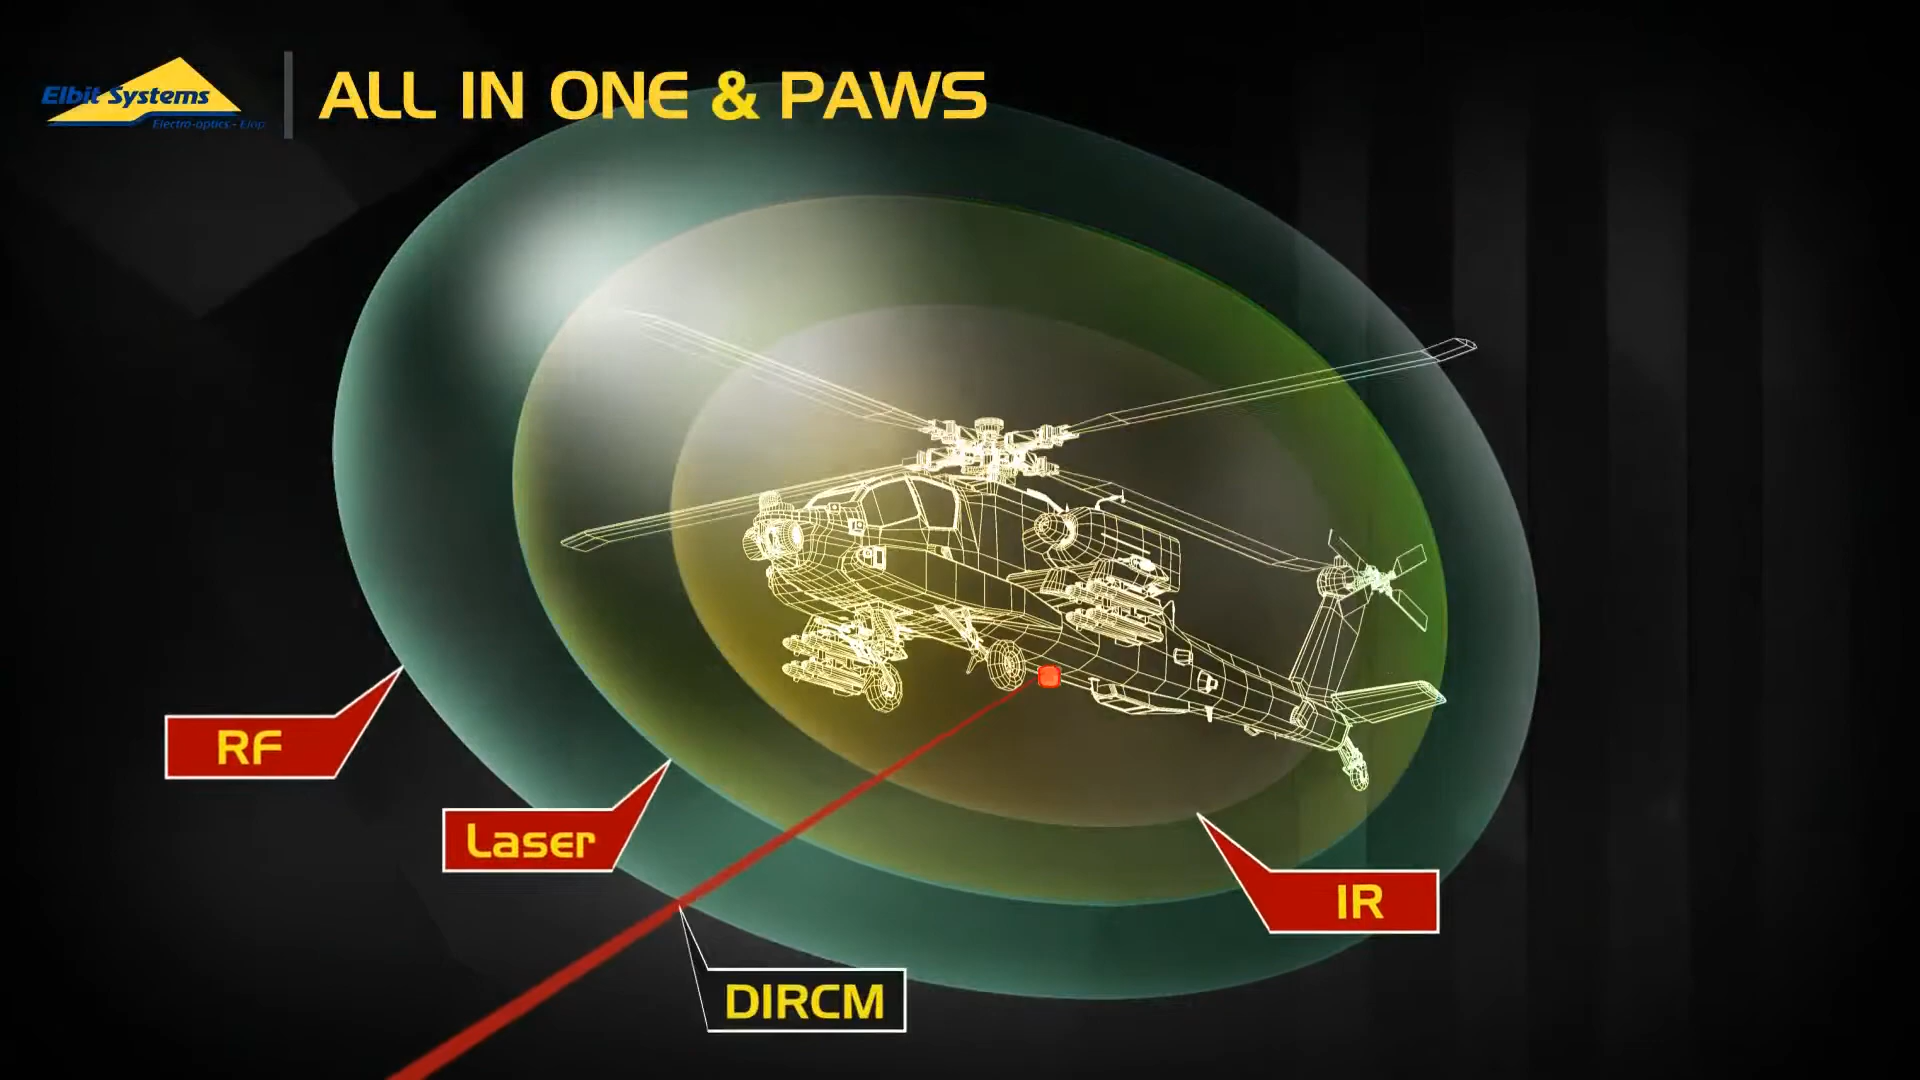 Elbit Systems
Electro-optics - Elop
ALL IN ONE & PAWS
RF
Laser
IR
DIRCM